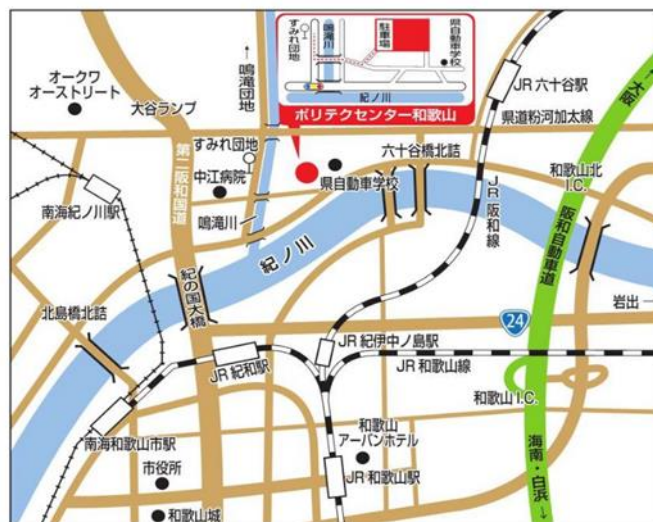 すみれ団地
鳴滝川
駐車場
県自動車学校
紀ノ川
ポリテクセンター和歌山
↑鳴滝団地
オークワ
オーストリート
大谷ランプ
第二阪和国道
すみれ団地
中江病院
県自動車学校
六十谷橋北詰
JR 六十谷駅
県道粉河加太線
大阪→
和歌山北
I.C.
南海紀ノ川駅
鳴滝川
紀ノ川
JR 阪和線
阪和自動車道
岩出→
24
北島橋北詰
紀の国大橋
JR 紀和駅
JR 紀伊中ノ島駅
JR 和歌山線
和歌山 I.C.
南海和歌山市駅
市役所
和歌山城
和歌山
アーバンホテル
JR 和歌山駅
海南・白浜→